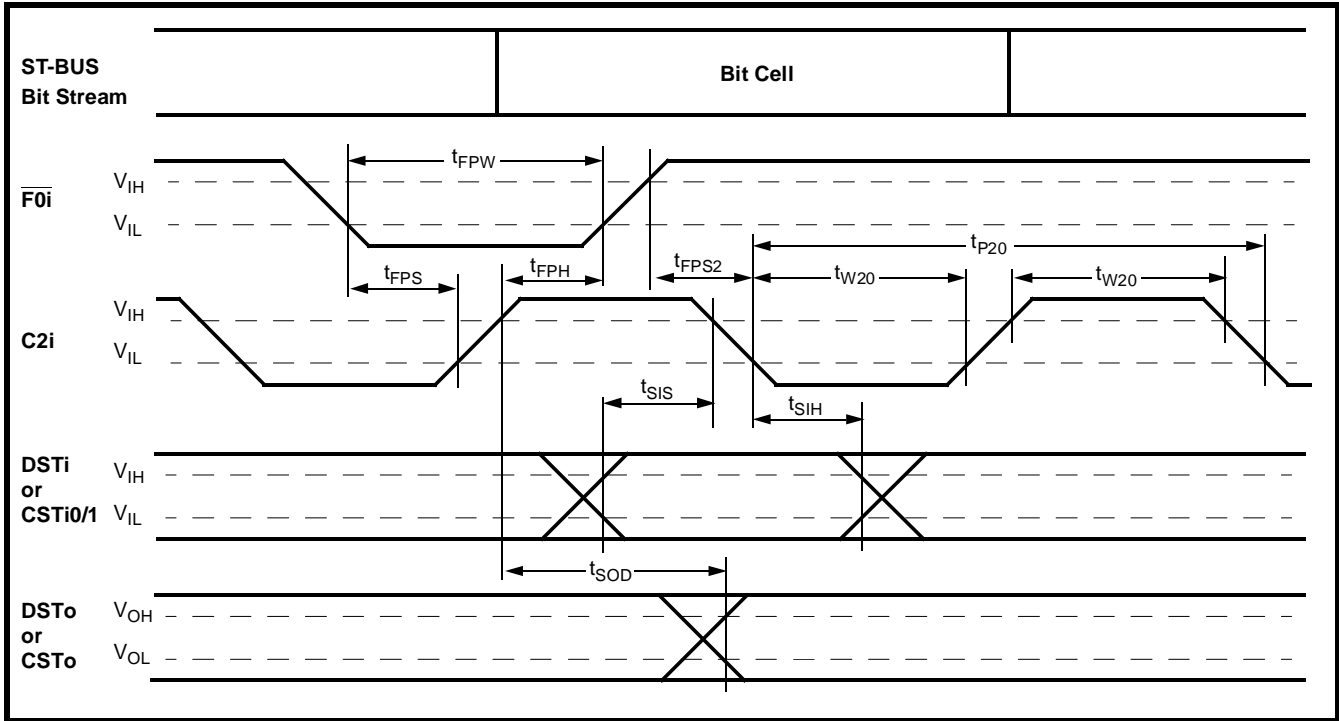 ST-BUS
Bit Stream
Bit Cell
F0i
VIH
VIL
tFPW
tFPS
tFPH
tFPS2
tP20
tW20
tW20
C2i
VIH
VIL
tSIS
tSIH
DSTi
or
CSTi0/1
VIH
VIL
tSOD
DSTo
or
CSTo
VOH
VOL